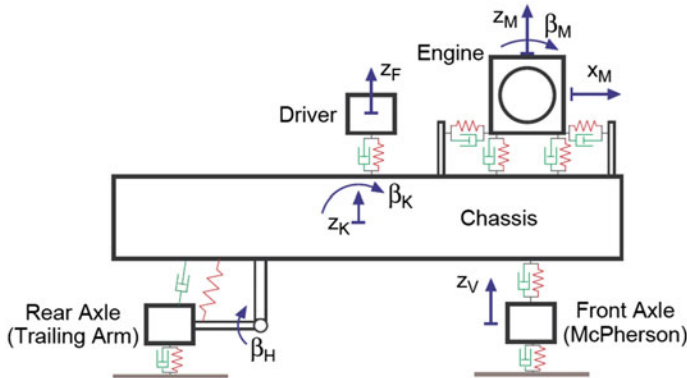 z_M
β_M
Engine
z_F
x_M
Driver
β_K
z_K
Chassis
z_V
Rear Axle
(Trailing Arm)
β_H
Front Axle
(McPherson)